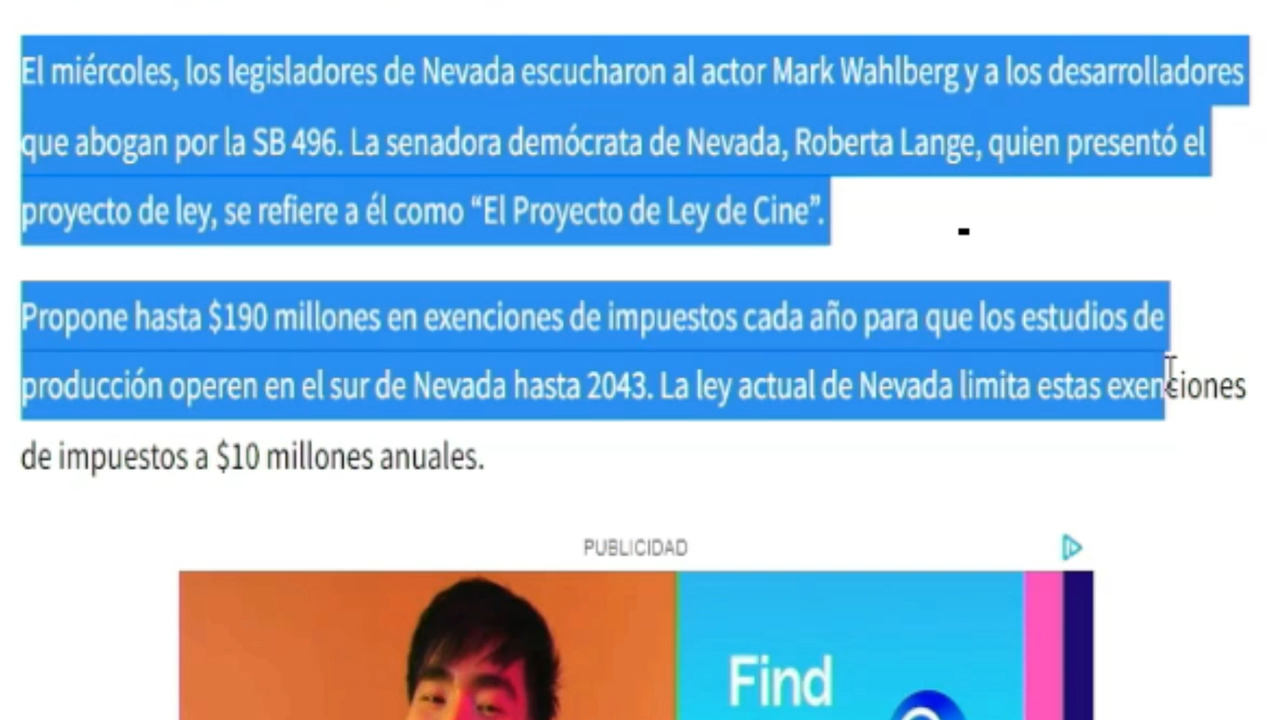 El miércoles, los legisladores de Nevada escucharon al actor Mark Wahlberg y a los desarrolladores
que abogan por la SB 496. La senadora demócrata de Nevada, Roberta Lange, quien presentó el
proyecto de ley, se refiere a él como “El Proyecto de Ley de Cine”.
Propone hasta $190 millones en exenciones de impuestos cada año para que los estudios de
producción operen en el sur de Nevada hasta 2043. La ley actual de Nevada limita estas exenciones
de impuestos a $10 millones anuales.
PUBLICIDAD
Find